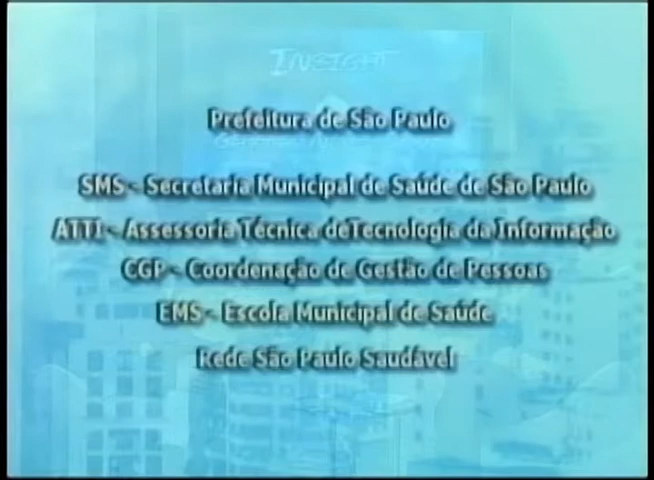 INSIGHT
Prefeitura de São Paulo
SMS - Secretaria Municipal de Saúde de São Paulo
ATTI - Assessoria Técnica deTecnologia da Informação
CGP - Coordenação de Gestão de Pessoas
EMS - Escola Municipal de Saúde
Rede São Paulo Saudável